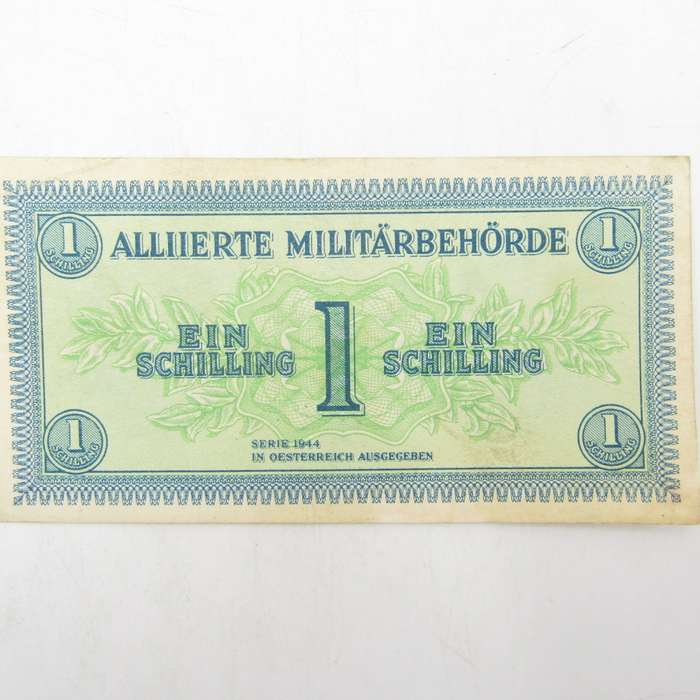 1
SCHILLING
1
SCHILLING
ALLIIERTE MILITÄRBEHÖRDE
EIN
SCHILLING
1
EIN
SCHILLING
SERIE 1944
IN OESTERREICH AUSGEGEBEN
1
SCHILLING
1
SCHILLING